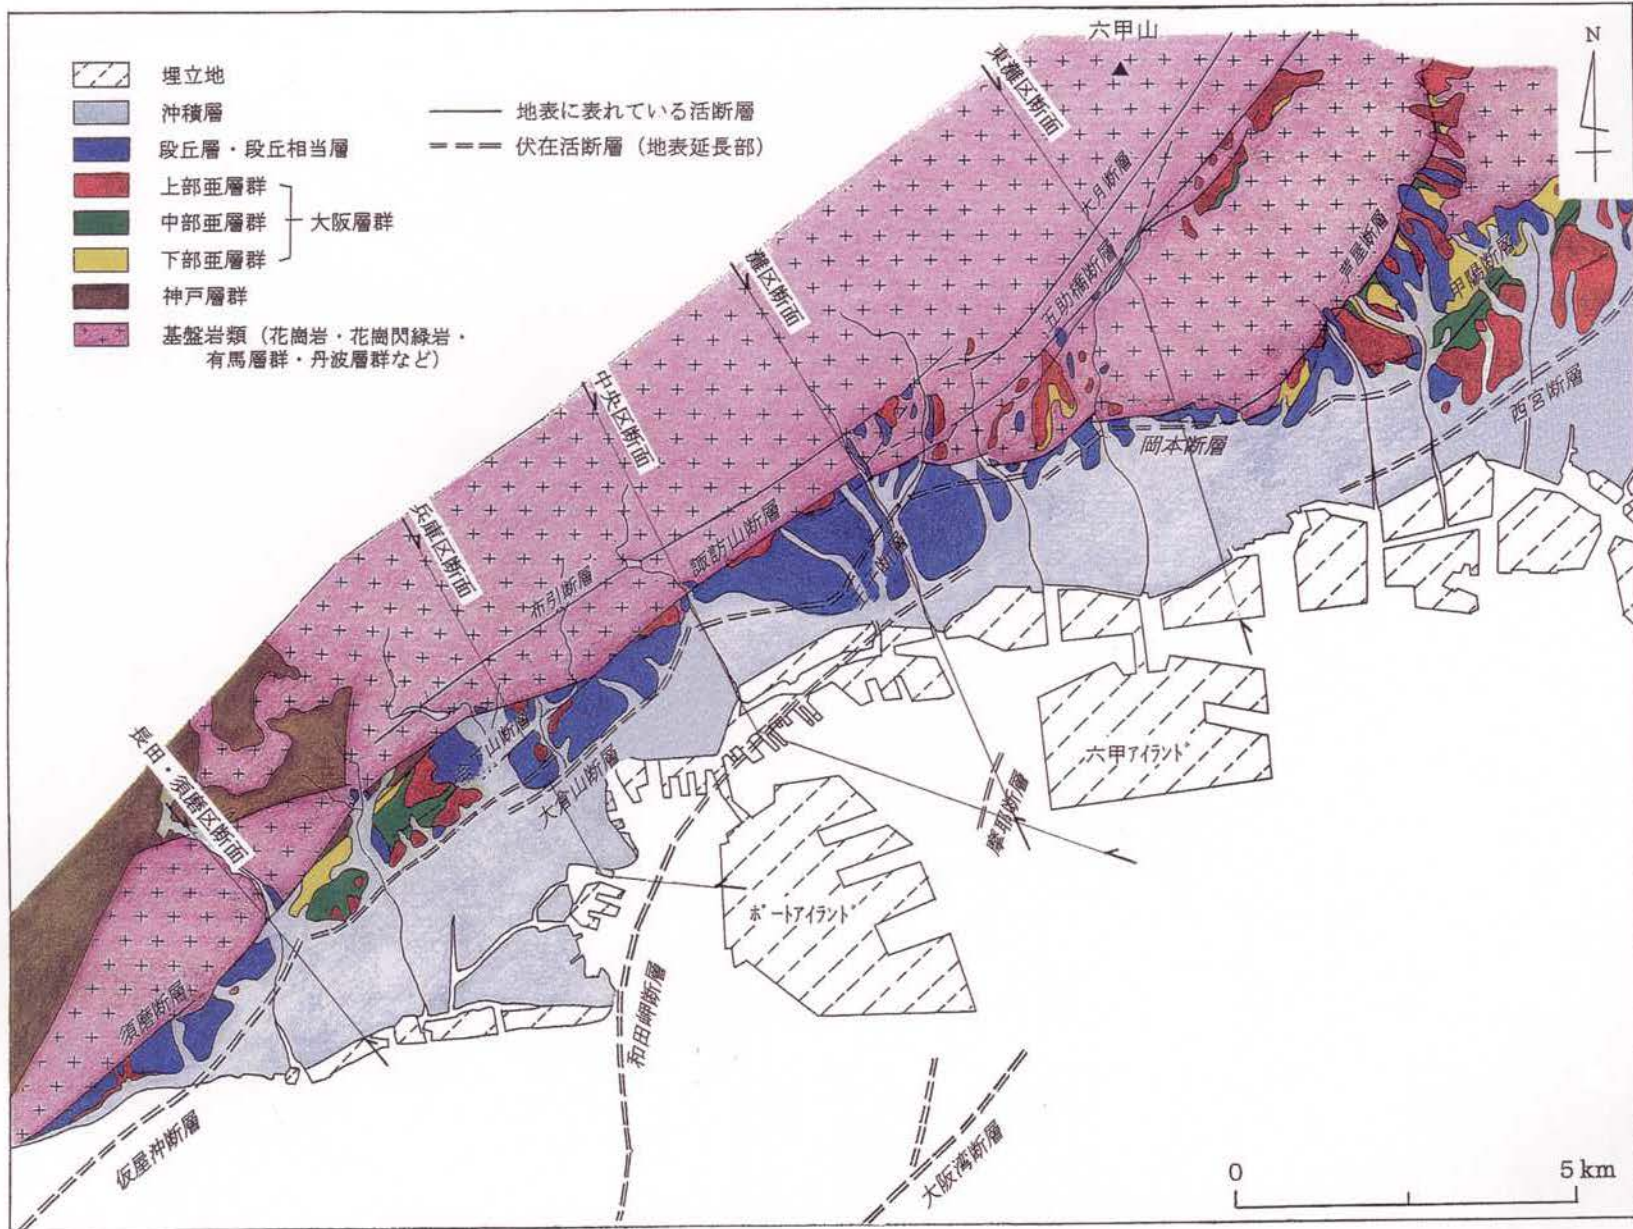 埋立地
沖積層
段丘層・段丘相当層
上部亜層群
中部亜層群
下部亜層群
大阪層群
神戸層群
基盤岩類（花崗岩・花崗閃緑岩・
有馬層群・丹波層群など）
地表に表れている活断層
伏在活断層（地表延長部）
六甲山
N
東灘区断面
灘区断面
中央区断面
兵庫区断面
長田・須磨区断面
大月断層
五助橋断層
芦屋断層
甲陽断層
西宮断層
岡本断層
諏訪山断層
布引断層
大倉山断層
須磨断層
和田岬断層
摩耶断層
仮屋沖断層
大阪湾断層
六甲アイランド
ポートアイランド
0
5 km